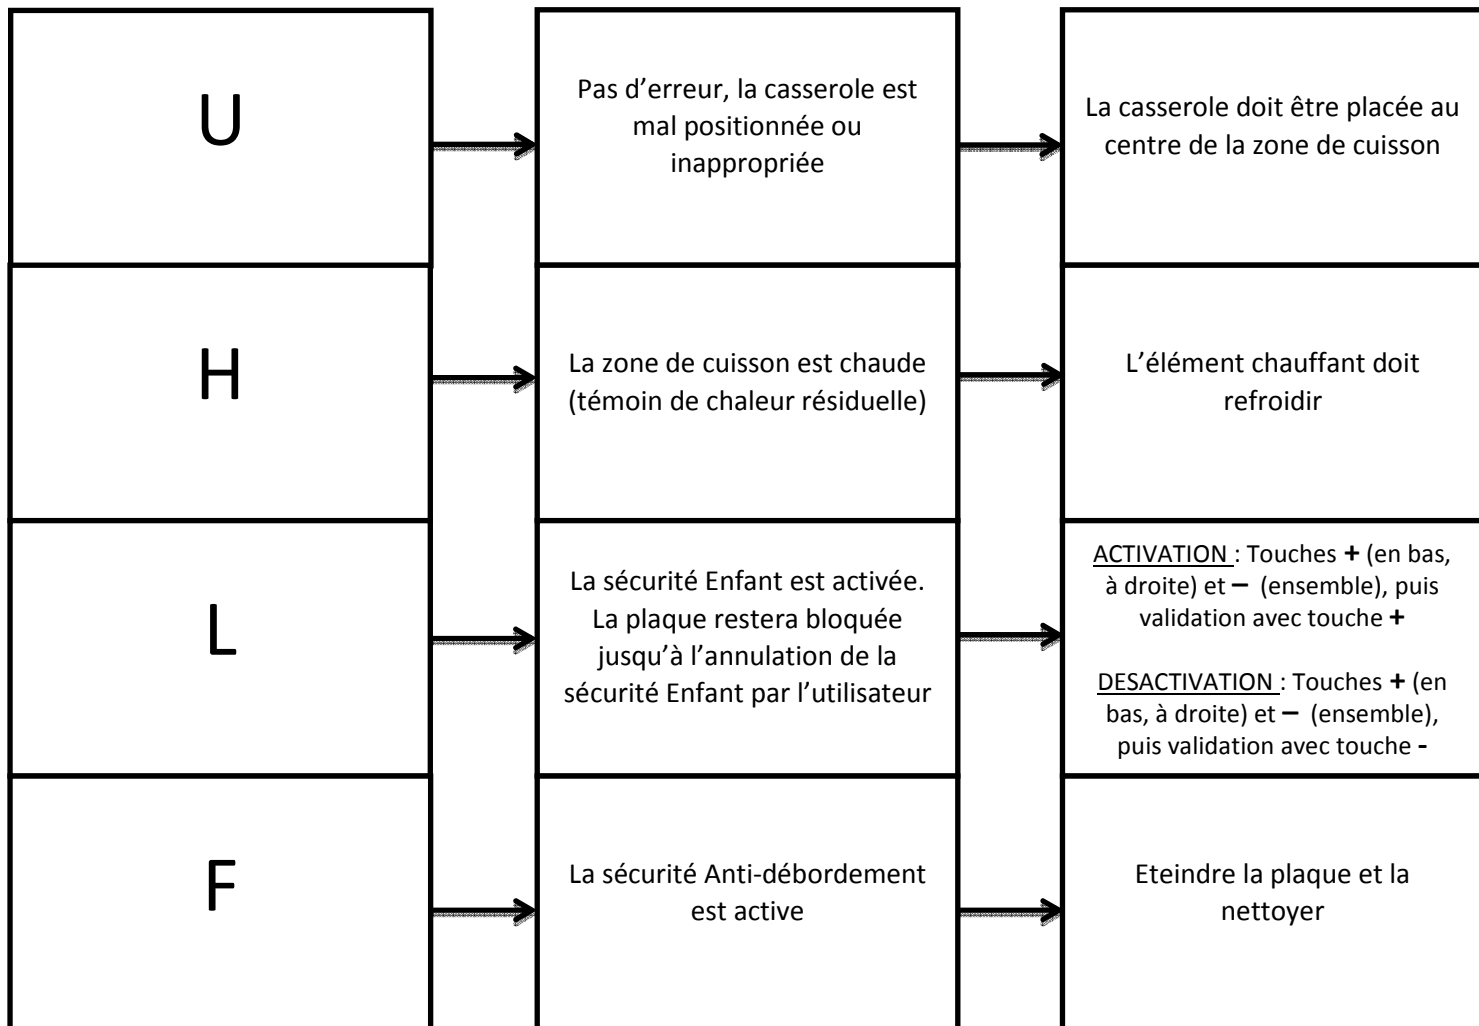 U
Pas d’erreur, la casserole est
mal positionnée ou
inappropriée
La casserole doit être placée au
centre de la zone de cuisson
H
La zone de cuisson est chaude
(témoin de chaleur résiduelle)
L’élément chauffant doit
refroidir
L
La sécurité Enfant est activée.
La plaque restera bloquée
jusqu’à l’annulation de la
sécurité Enfant par l’utilisateur
ACTIVATION : Touches + (en bas,
à droite) et – (ensemble), puis
validation avec touche +
DESACTIVATION : Touches + (en
bas, à droite) et – (ensemble),
puis validation avec touche -
F
La sécurité Anti-débordement
est active
Eteindre la plaque et la
nettoyer